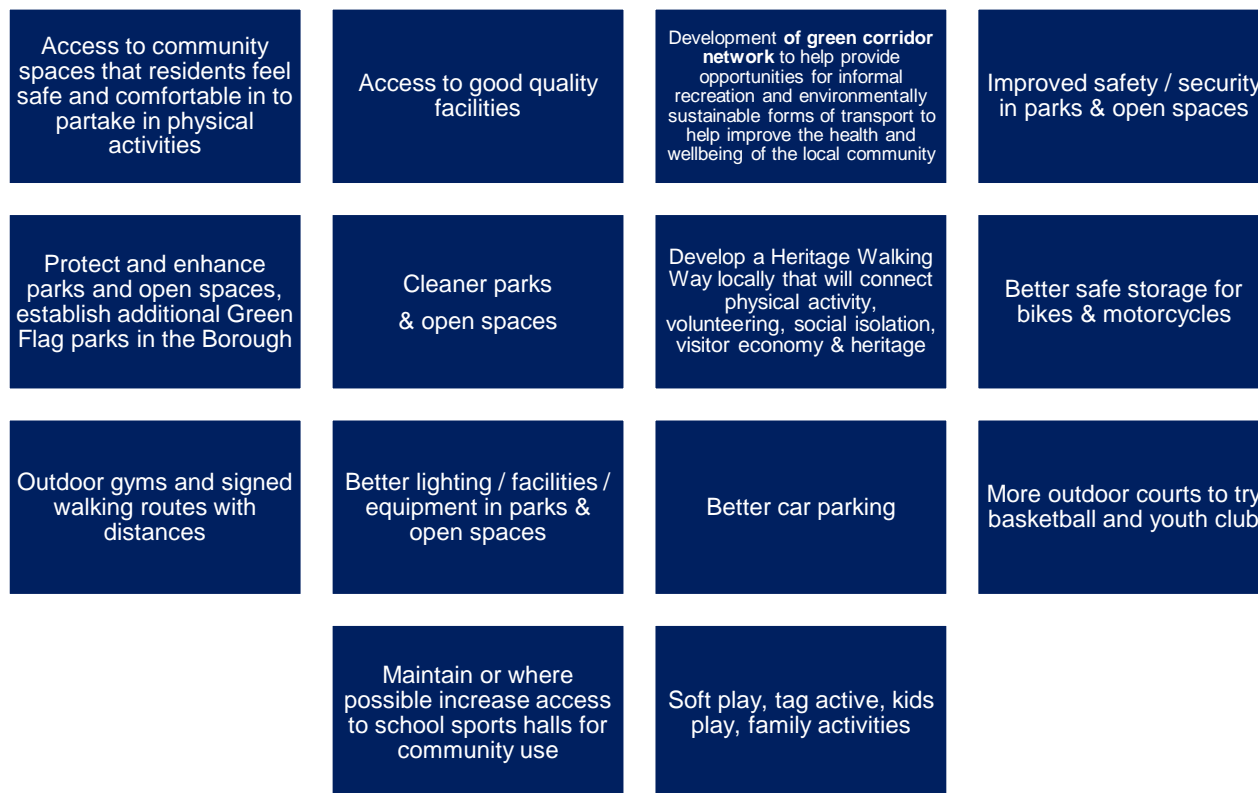 Access to community
spaces that residents feel
safe and comfortable in to
partake in physical
activities
Access to good quality
facilities
Development of green corridor
network to help provide
opportunities for informal
recreation and environmentally
sustainable forms of transport to
help improve the health and
wellbeing of the local community
Improved safety / security
in parks & open spaces
Protect and enhance
parks and open spaces,
establish additional Green
Flag parks in the Borough
Cleaner parks
& open spaces
Develop a Heritage Walking
Way locally that will connect
physical activity,
volunteering, social isolation,
visitor economy & heritage
Better safe storage for
bikes & motorcycles
Outdoor gyms and signed
walking routes with
distances
Better lighting / facilities /
equipment in parks &
open spaces
Better car parking
More outdoor courts to try
basketball and youth club
Maintain or where
possible increase access
to school sports halls for
community use
Soft play, tag active, kids
play, family activities